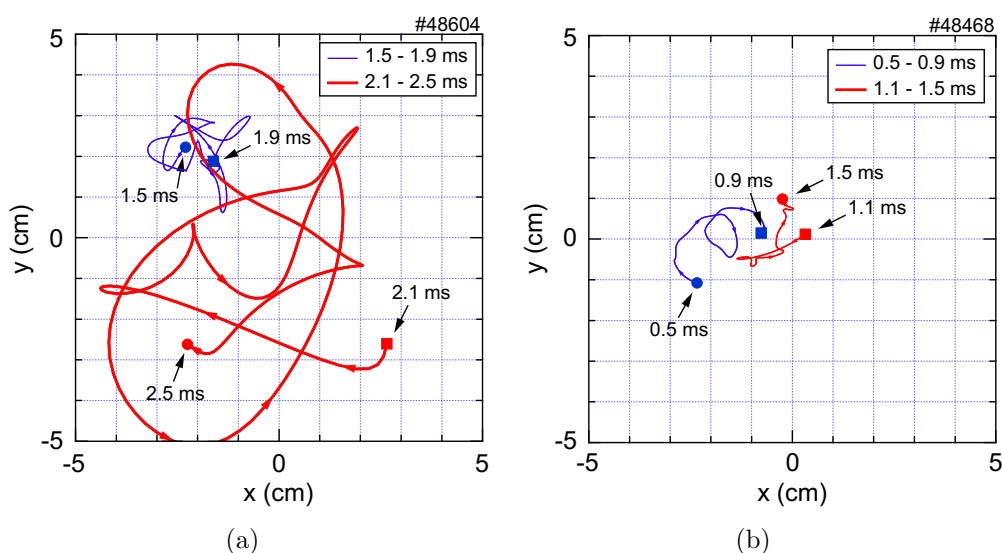 #48604
1.5 - 1.9 ms
2.1 - 2.5 ms
1.9 ms
1.5 ms
2.1 ms
2.5 ms
5
0
-5
y (cm)
-5
0
5
x (cm)
(a)
#48468
0.5 - 0.9 ms
1.1 - 1.5 ms
0.9 ms
1.5 ms
1.1 ms
0.5 ms
5
0
-5
y (cm)
-5
0
5
x (cm)
(b)